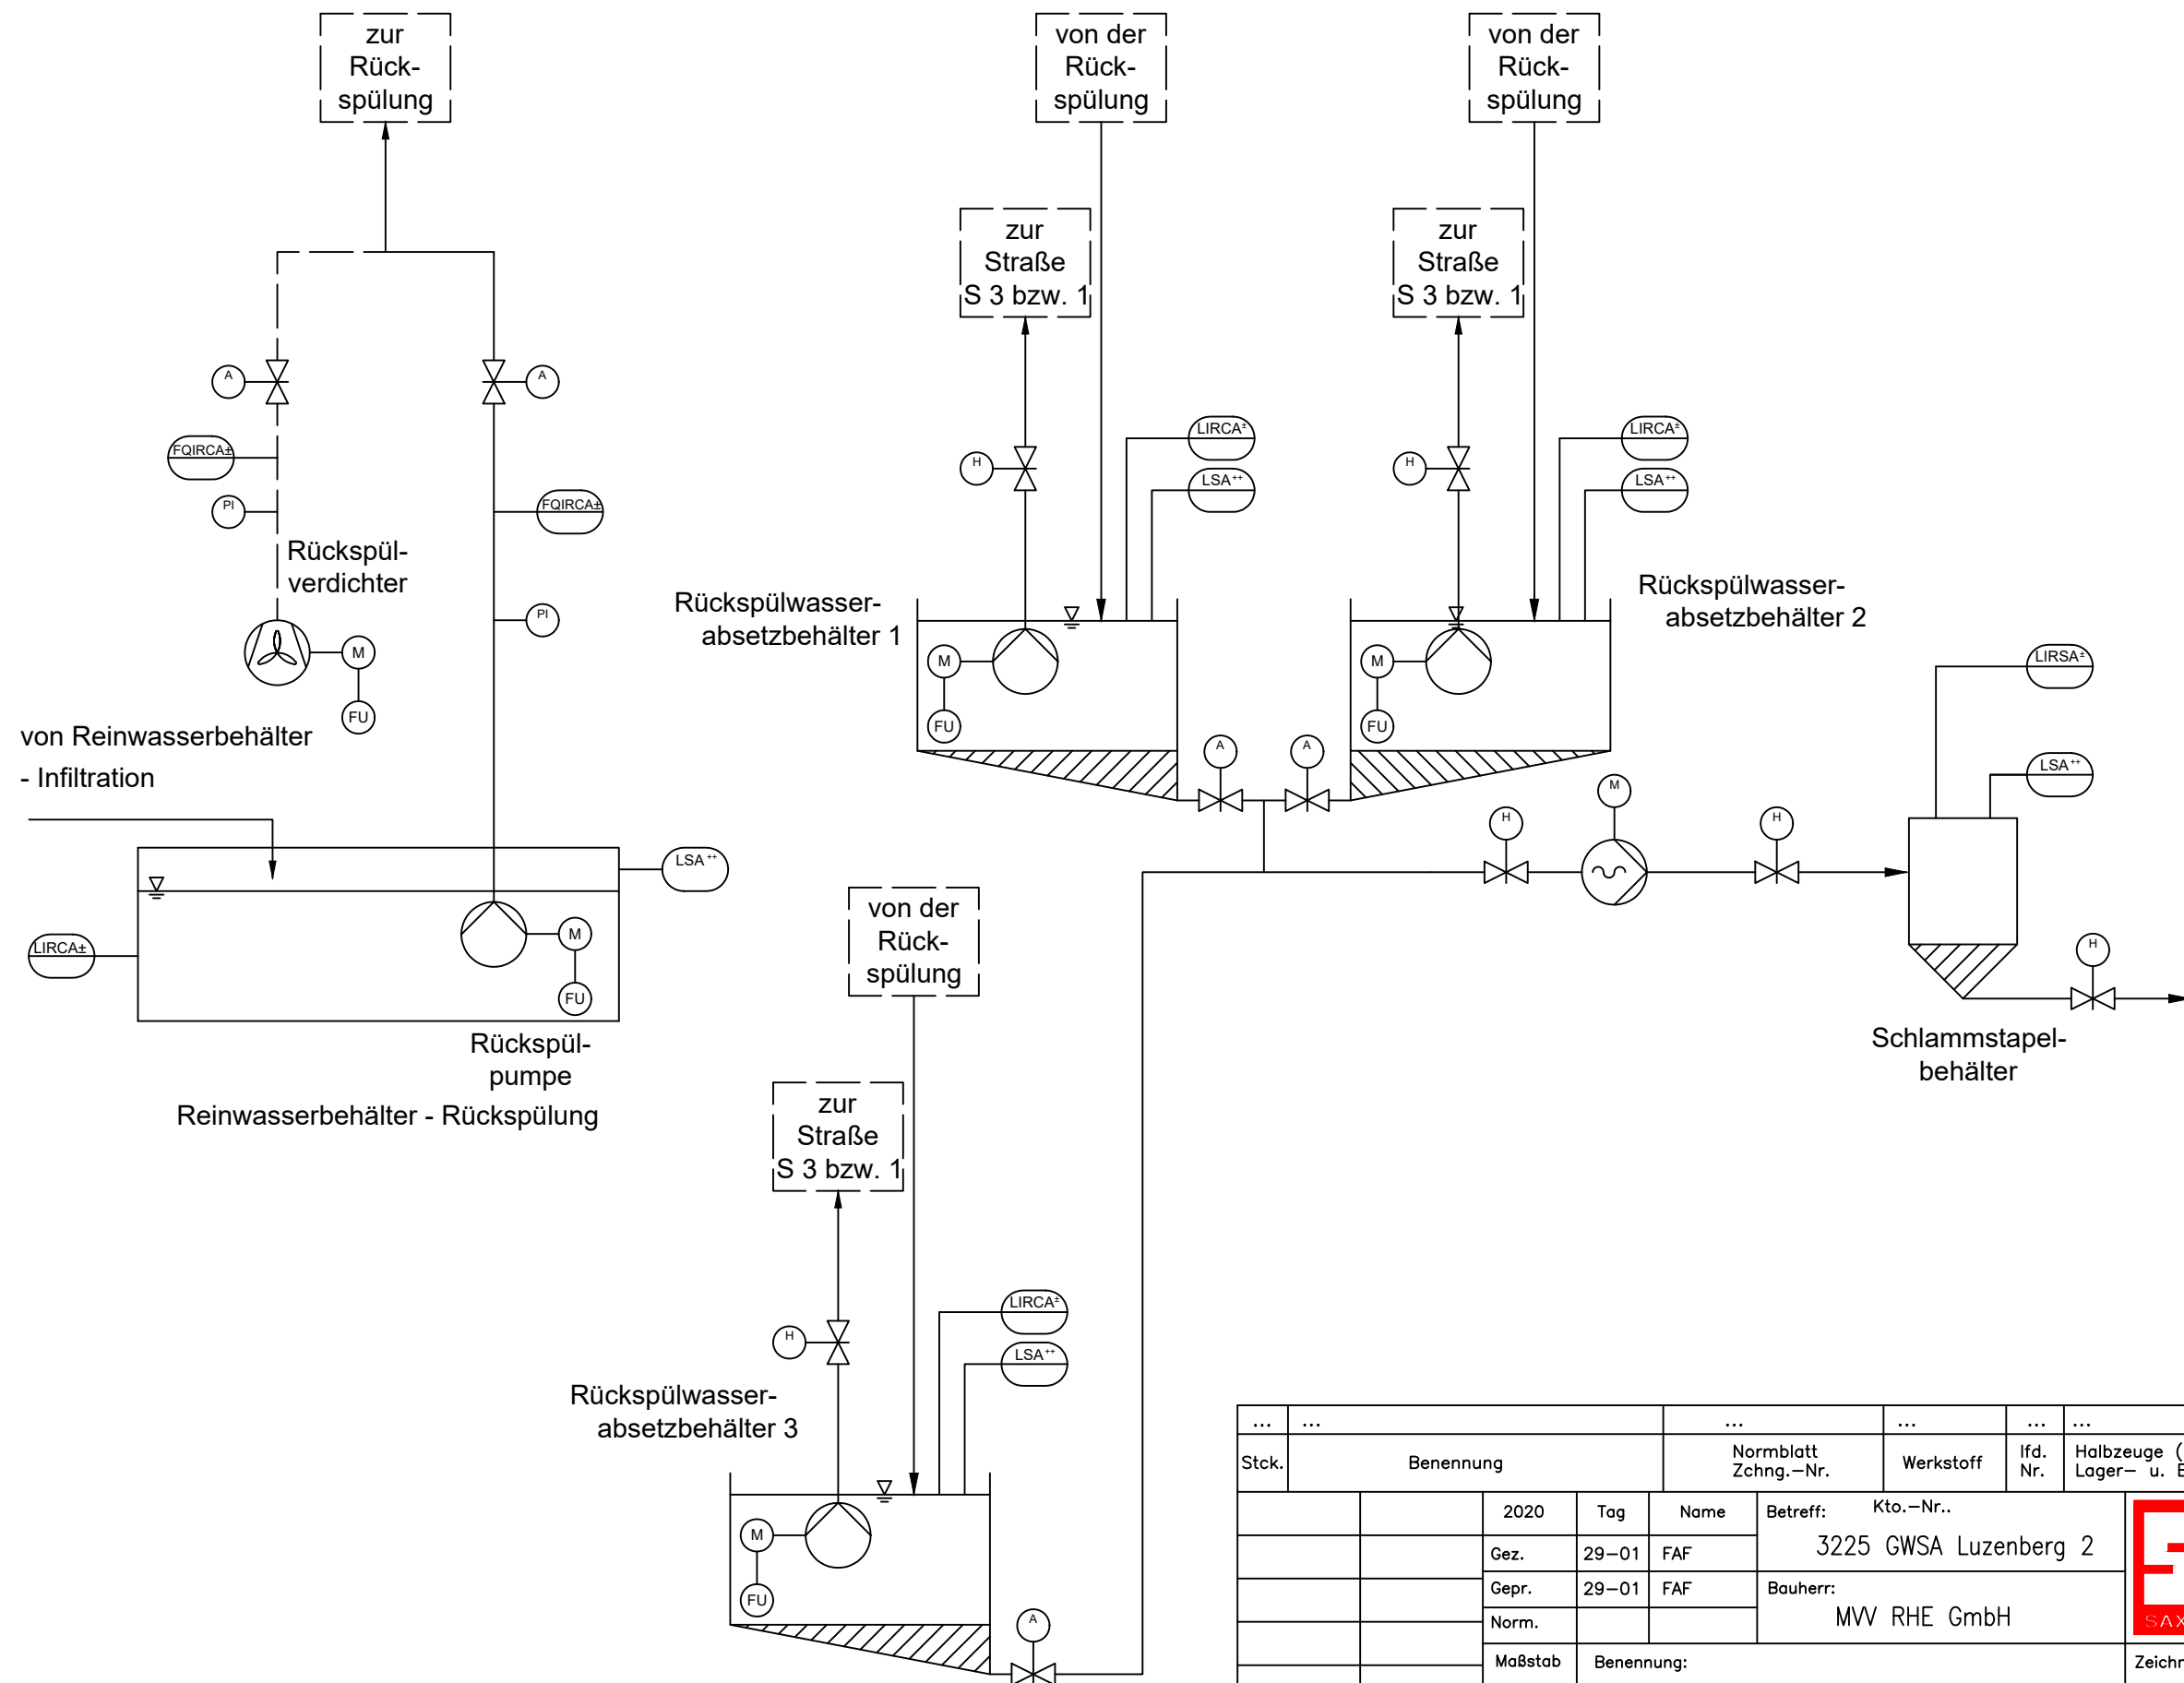 zur
Rück-
spülung
von der
Rück-
spülung
von der
Rück-
spülung
zur
Straße
S 3 bzw. 1
zur
Straße
S 3 bzw. 1
A
A
FQIRCA±
PI
FQIRCA±
PI
Rückspül-
verdichter
M
FU
H
LIRCA±
LSA++
H
LIRCA±
LSA++
Rückspülwasser-
absetzbehälter 1
M
FU
Rückspülwasser-
absetzbehälter 2
M
FU
A
A
LIRSA±
LSA++
von Reinwasserbehälter
- Infiltration
LSA++
LIRCA±
M
FU
Rückspül-
pumpe
Reinwasserbehälter - Rückspülung
H
M
H
H
Schlammstapel-
behälter
von der
Rück-
spülung
zur
Straße
S 3 bzw. 1
H
LIRCA±
LSA++
Rückspülwasser-
absetzbehälter 3
M
FU
A
... ... ... ... ... ...
Stck. Benennung Normblatt Zchng.-Nr. Werkstoff lfd. Nr. Halbzeuge (
Lager- u. E
2020 Tag Name Betreff: Kto.-Nr..
3225 GWSA Luzenberg 2
Gez. 29-01 FAF
Gepr. 29-01 FAF Bauherr:
MVV RHE GmbH
Norm.
SAX
Maßstab Benennung: Zeichn